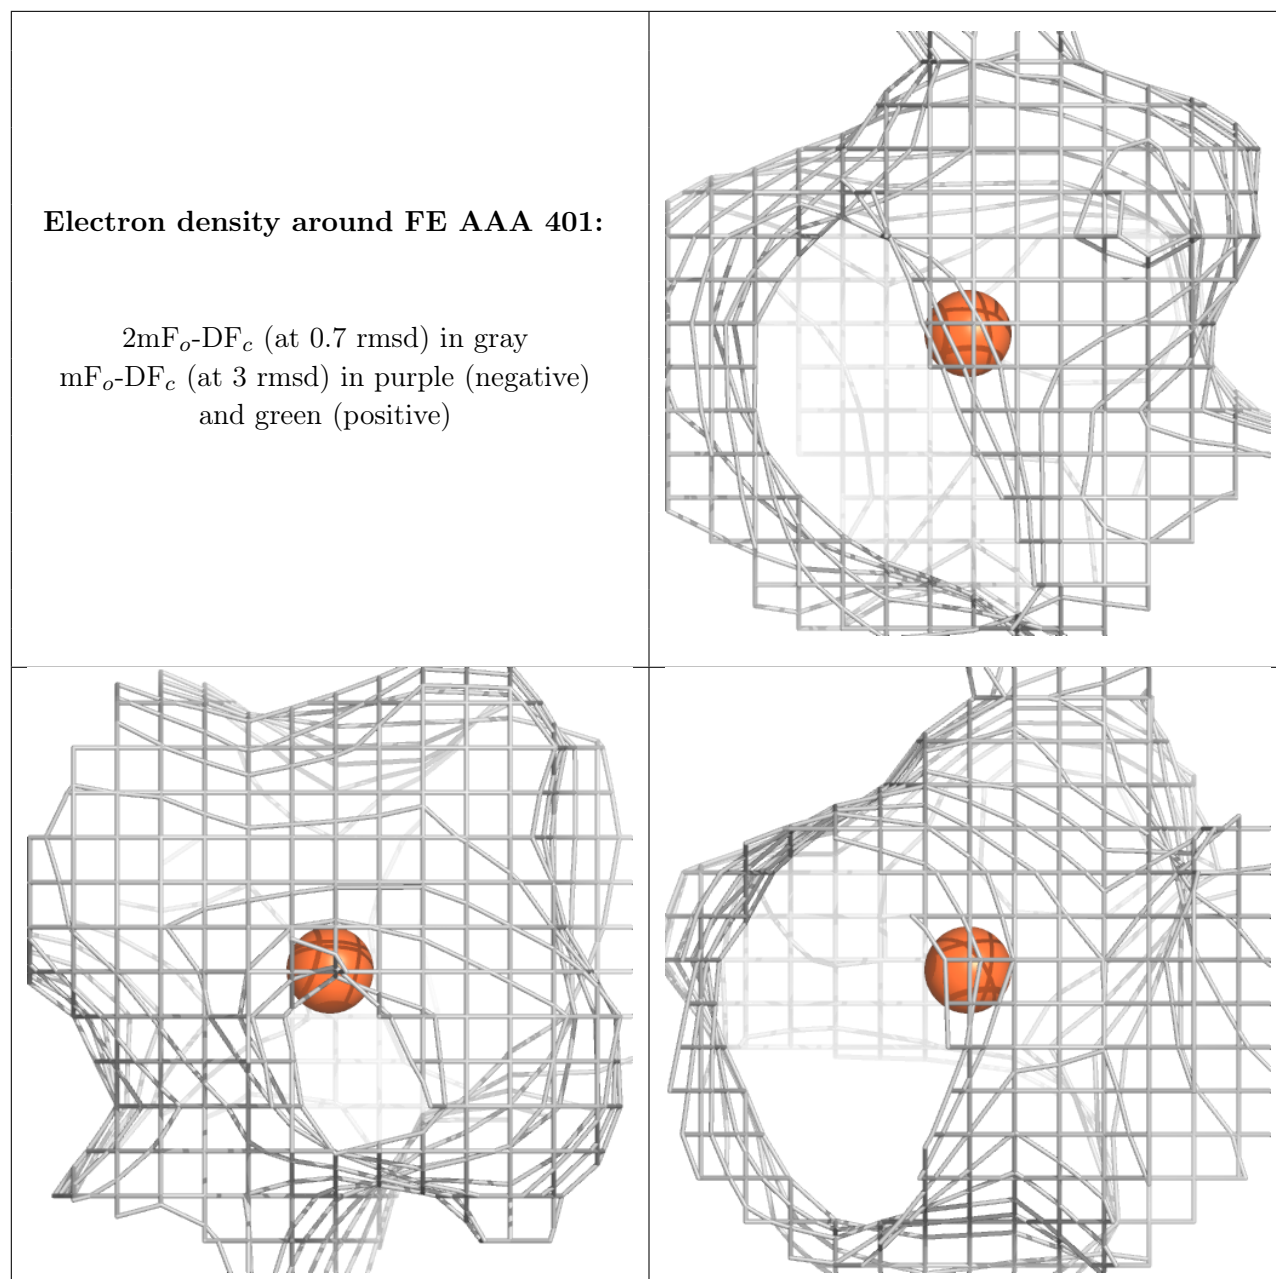 Electron density around FE AAA 401:
2mFo-DFc (at 0.7 rmsd) in gray
mFo-DFc (at 3 rmsd) in purple (negative)
and green (positive)